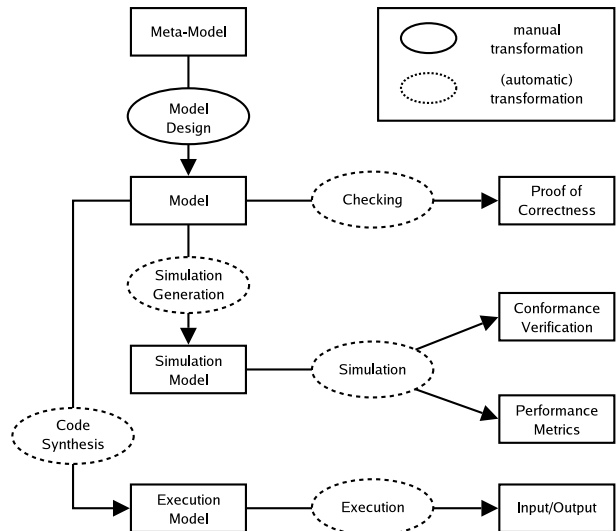 Meta-Model
manual
transformation
(automatic)
transformation
Model
Design
Model
Checking
Proof of
Correctness
Simulation
Generation
Conformance
Verification
Simulation
Model
Simulation
Performance
Metrics
Code
Synthesis
Execution
Model
Execution
Input/Output